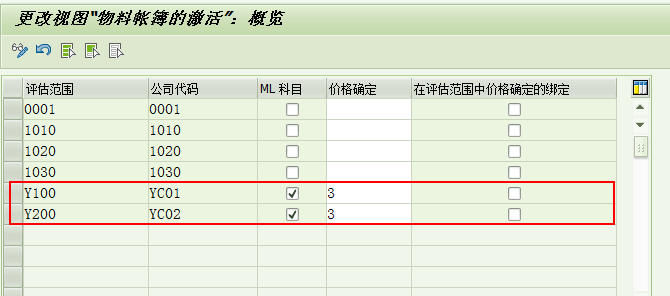 更改视图"物料帐簿的激活": 概览
评估范围 公司代码 ML 科目 价格确定 在评估范围中价格确定的绑定
0001 0001
1010 1010
1020 1020
1030 1030
Y100 YC01 3
Y200 YC02 3